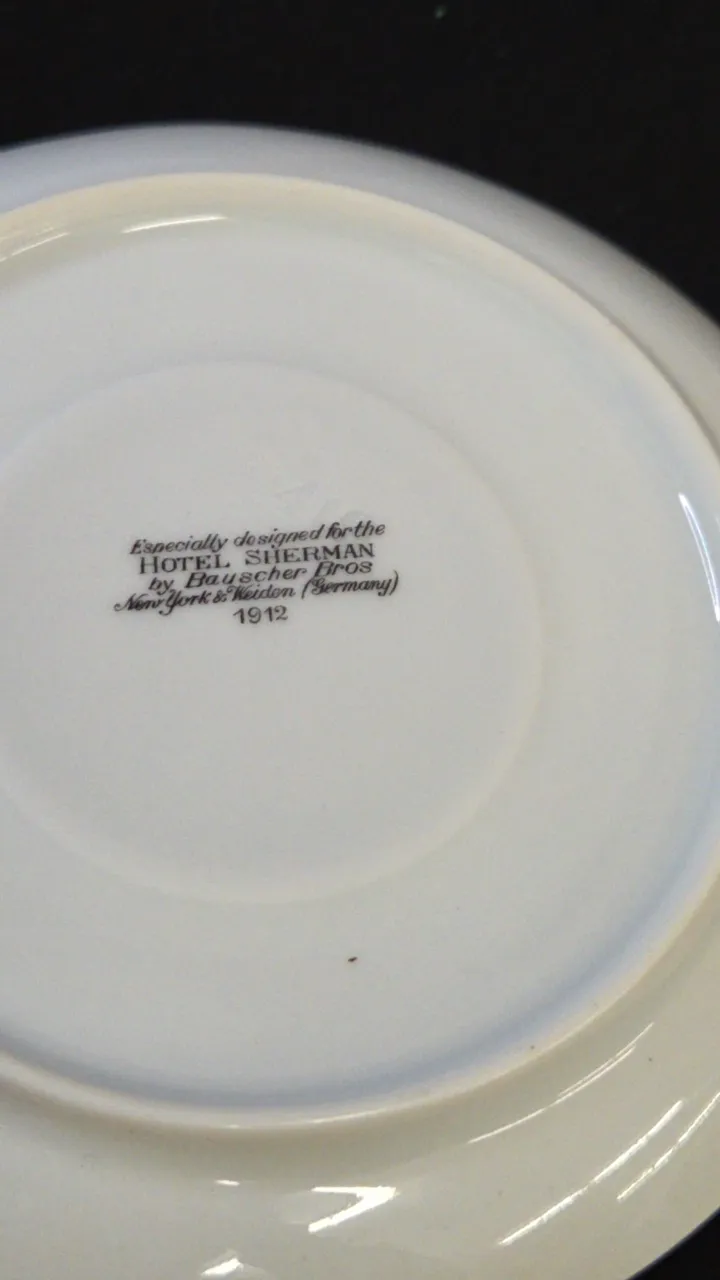 Especially designed for the
HOTEL SHERMAN
by Bauscher Bros
New York & Weiden (Germany)
1912